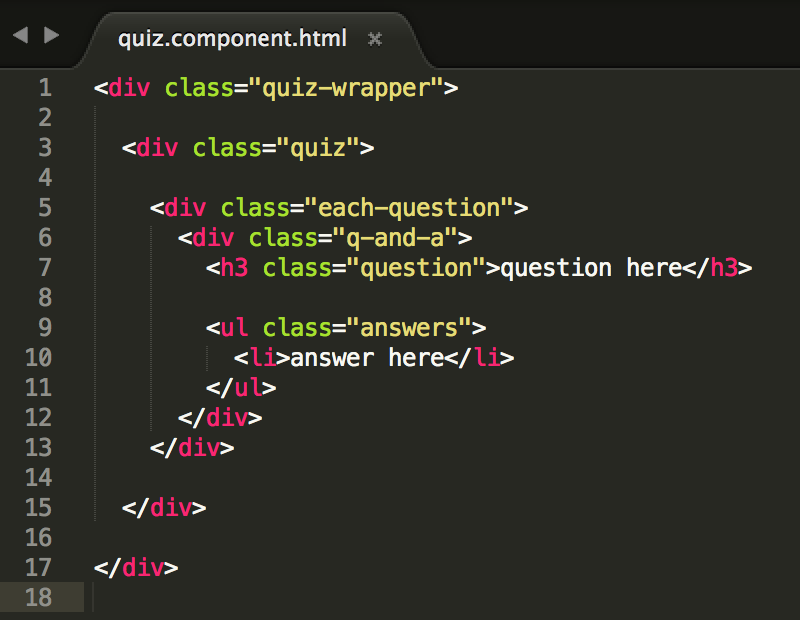 quiz.component.html
1 <div class="quiz-wrapper">
2
3   <div class="quiz">
4
5     <div class="each-question">
6       <div class="q-and-a">
7         <h3 class="question">question here</h3>
8
9         <ul class="answers">
10           <li>answer here</li>
11         </ul>
12       </div>
13     </div>
14
15   </div>
16
17 </div>
18